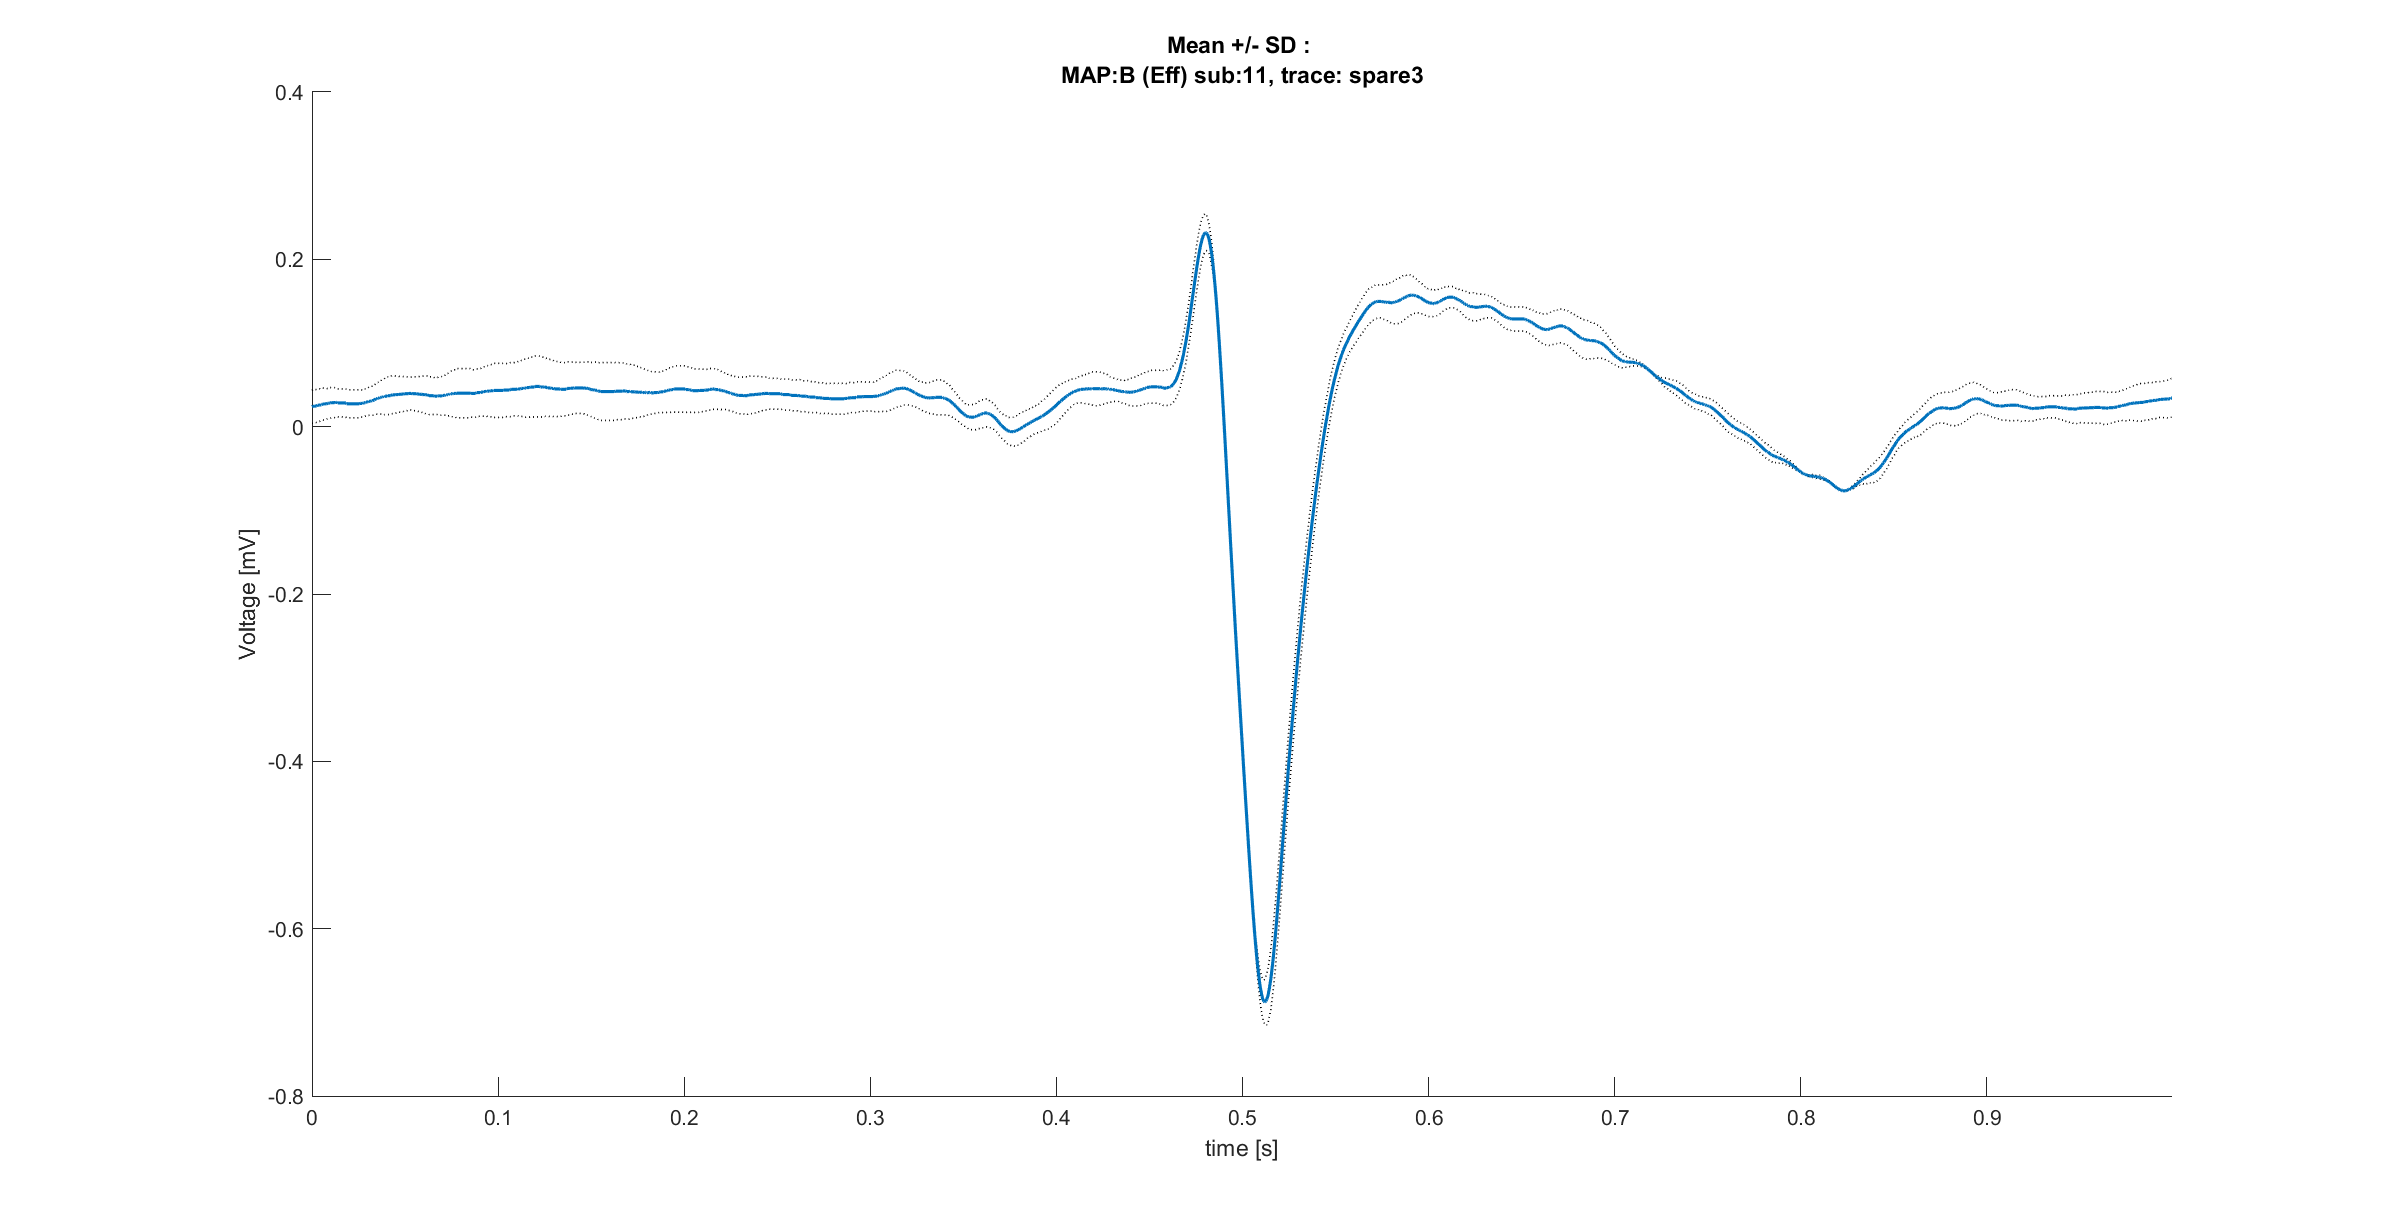 Mean +/- SD :
MAP:B (Eff) sub:11, trace: spare3
0.4
0.2
0
-0.2
-0.4
-0.6
-0.8
Voltage [mV]
0 0.1 0.2 0.3 0.4 0.5 0.6 0.7 0.8 0.9
time [s]